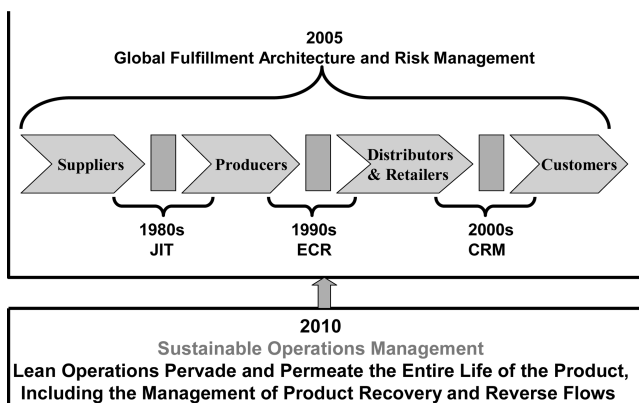 2005
Global Fulfillment Architecture and Risk Management
Suppliers
Producers
Distributors
& Retailers
Customers
1980s
JIT
1990s
ECR
2000s
CRM
2010
Sustainable Operations Management
Lean Operations Pervade and Permeate the Entire Life of the Product,
Including the Management of Product Recovery and Reverse Flows